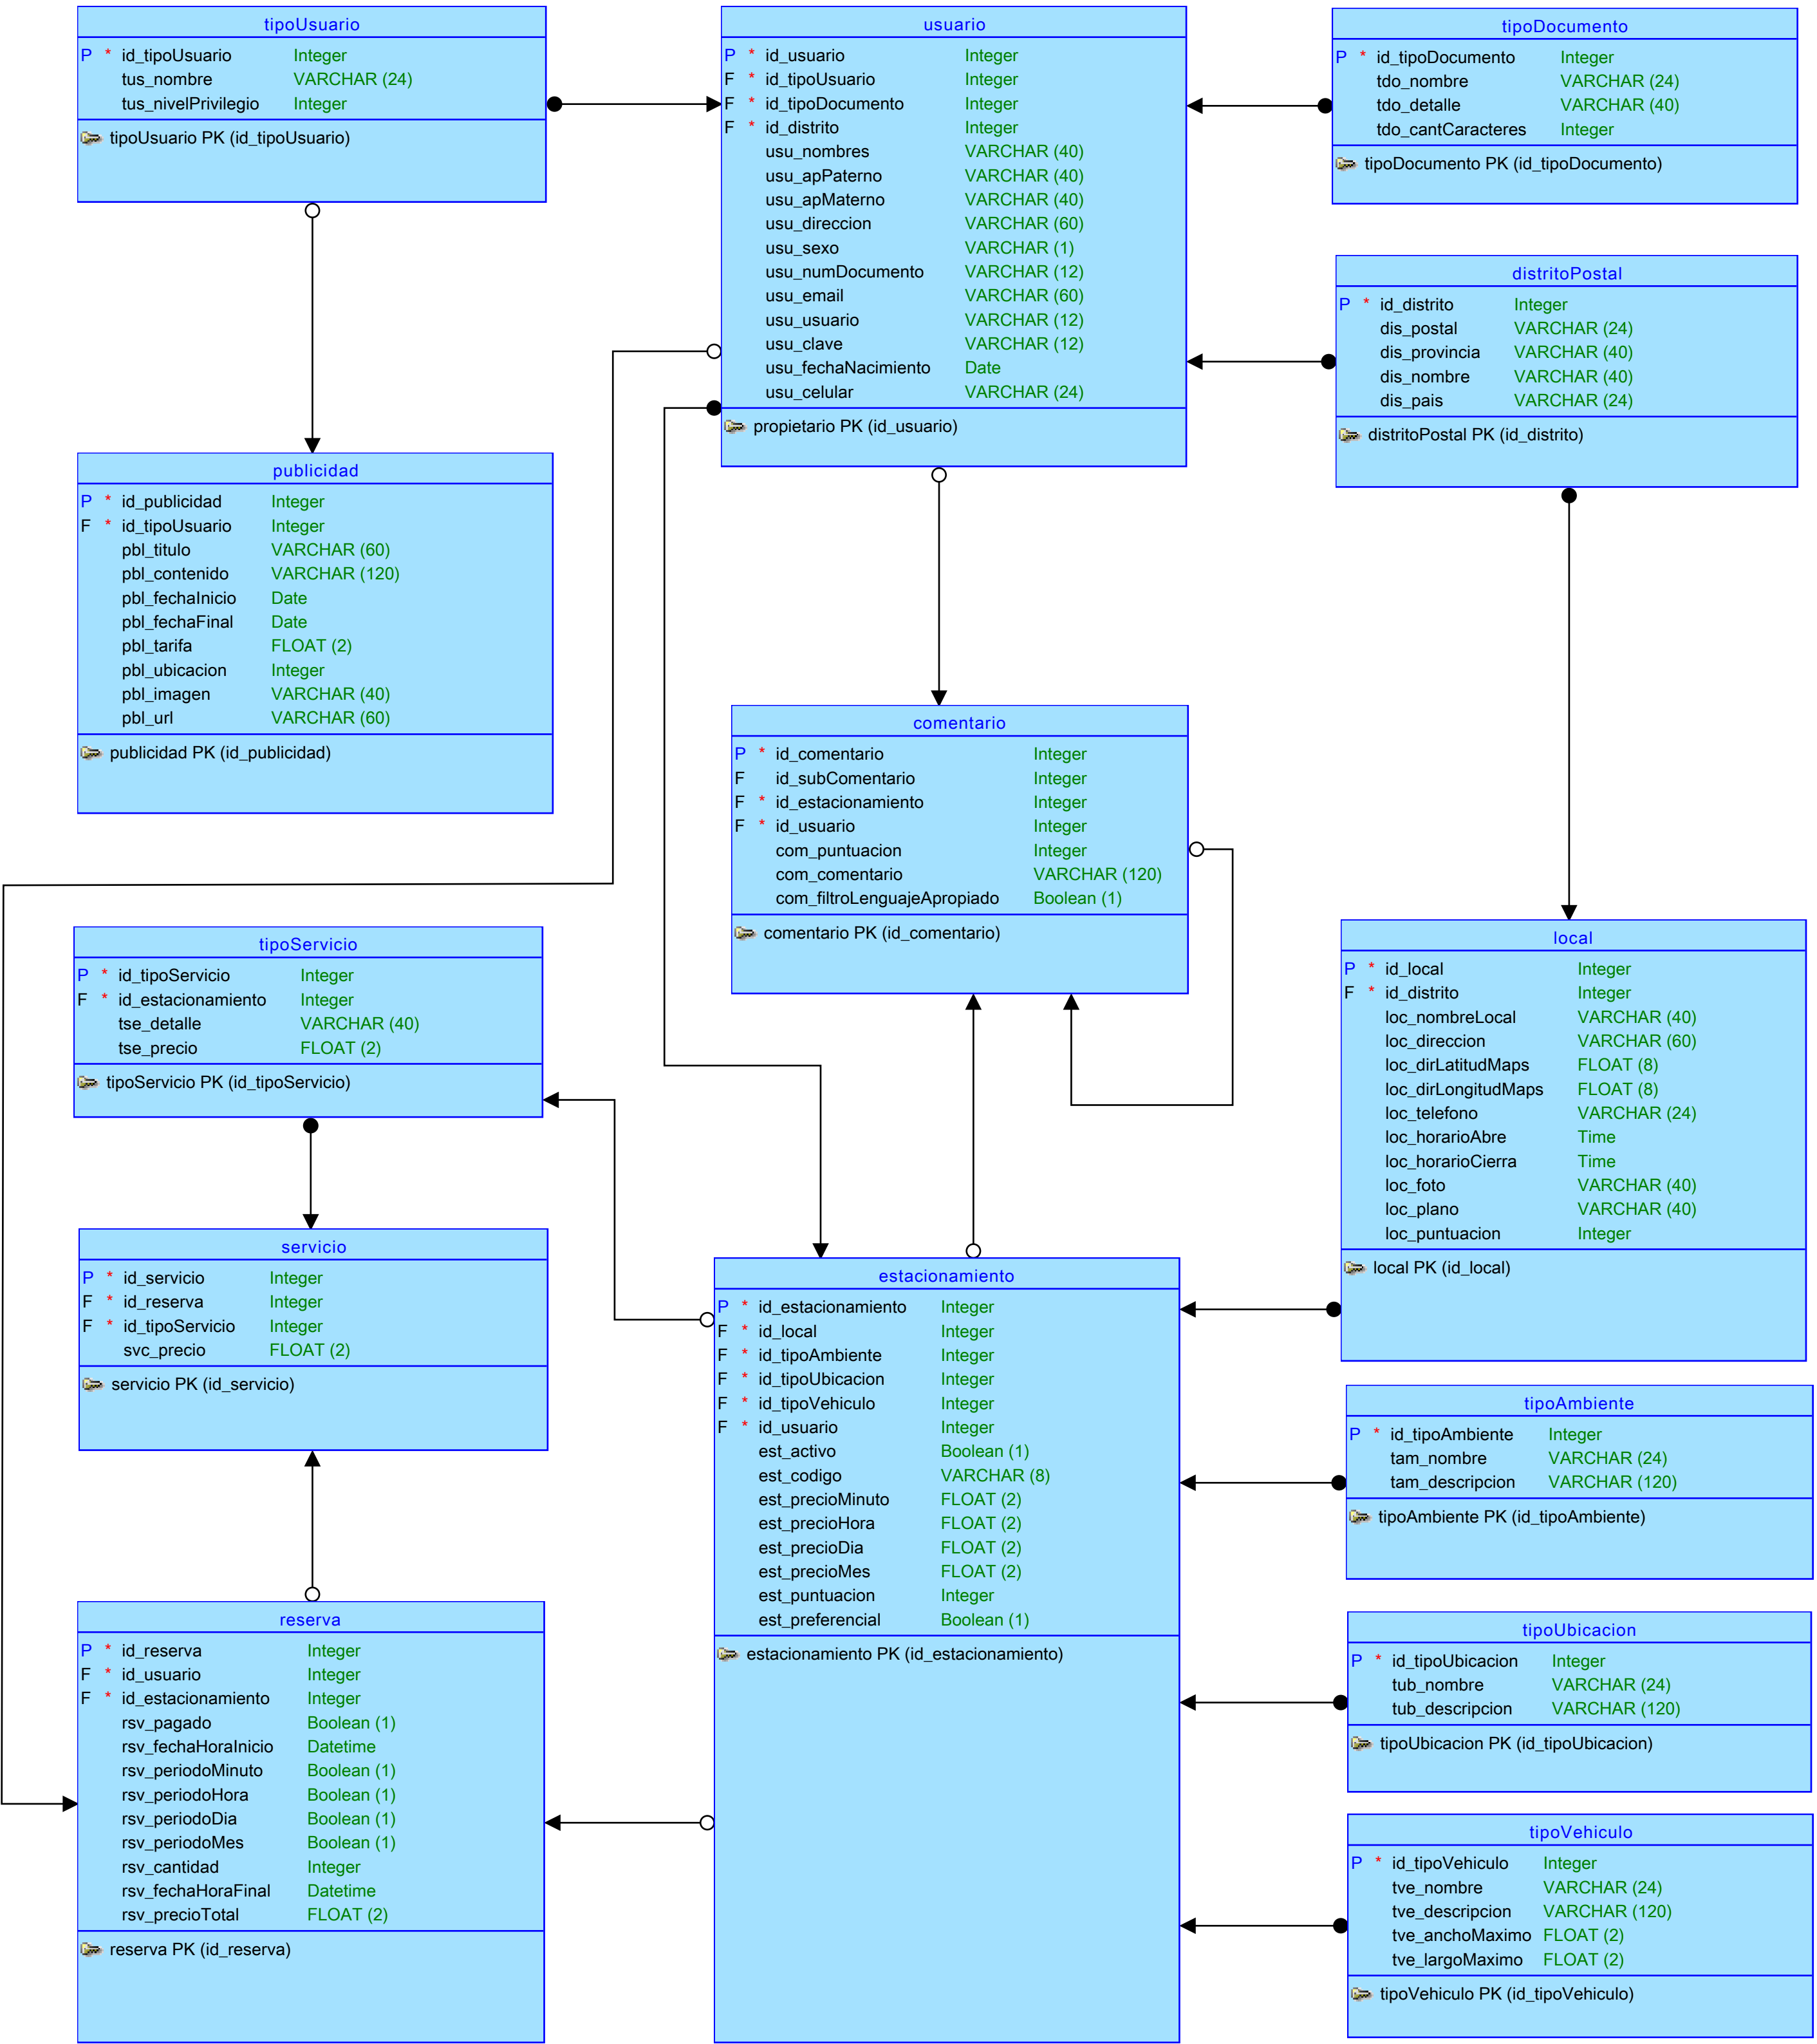 tipoUsuario
P * id_tipoUsuario Integer
tus_nombre VARCHAR (24)
tus_nivelPrivilegio Integer
tipoUsuario PK (id_tipoUsuario)
usuario
P * id_usuario Integer
F * id_tipoUsuario Integer
F * id_tipoDocumento Integer
F * id_distrito Integer
usu_nombres VARCHAR (40)
usu_apPaterno VARCHAR (40)
usu_apMaterno VARCHAR (40)
usu_direccion VARCHAR (60)
usu_sexo VARCHAR (1)
usu_numDocumento VARCHAR (12)
usu_email VARCHAR (60)
usu_usuario VARCHAR (12)
usu_clave VARCHAR (12)
usu_fechaNacimiento Date
usu_celular VARCHAR (24)
propietario PK (id_usuario)
tipoDocumento
P * id_tipoDocumento Integer
tdo_nombre VARCHAR (24)
tdo_detalle VARCHAR (40)
tdo_cantCaracteres Integer
tipoDocumento PK (id_tipoDocumento)
distritoPostal
P * id_distrito Integer
dis_postal VARCHAR (24)
dis_provincia VARCHAR (40)
dis_nombre VARCHAR (40)
dis_pais VARCHAR (24)
distritoPostal PK (id_distrito)
publicidad
P * id_publicidad Integer
F * id_tipoUsuario Integer
pbl_titulo VARCHAR (60)
pbl_contenido VARCHAR (120)
pbl_fechaInicio Date
pbl_fechaFinal Date
pbl_tarifa FLOAT (2)
pbl_ubicacion Integer
pbl_imagen VARCHAR (40)
pbl_url VARCHAR (60)
publicidad PK (id_publicidad)
comentario
P * id_comentario Integer
F id_subComentario Integer
F * id_estacionamiento Integer
F * id_usuario Integer
com_puntuacion Integer
com_comentario VARCHAR (120)
com_filtroLenguajeApropiado Boolean (1)
comentario PK (id_comentario)
tipoServicio
P * id_tipoServicio Integer
F * id_estacionamiento Integer
tse_detalle VARCHAR (40)
tse_precio FLOAT (2)
tipoServicio PK (id_tipoServicio)
local
P * id_local Integer
F * id_distrito Integer
loc_nombreLocal VARCHAR (40)
loc_direccion VARCHAR (60)
loc_dirLatitudMaps FLOAT (8)
loc_dirLongitudMaps FLOAT (8)
loc_telefono VARCHAR (24)
loc_horarioAbre Time
loc_horarioCierra Time
loc_foto VARCHAR (40)
loc_plano VARCHAR (40)
loc_puntuacion Integer
local PK (id_local)
servicio
P * id_servicio Integer
F * id_reserva Integer
F * id_tipoServicio Integer
svc_precio FLOAT (2)
servicio PK (id_servicio)
estacionamiento
P * id_estacionamiento Integer
F * id_local Integer
F * id_tipoAmbiente Integer
F * id_tipoUbicacion Integer
F * id_tipoVehiculo Integer
F * id_usuario Integer
est_activo Boolean (1)
est_codigo VARCHAR (8)
est_precioMinuto FLOAT (2)
est_precioHora FLOAT (2)
est_precioDia FLOAT (2)
est_precioMes FLOAT (2)
est_puntuacion Integer
est_preferencial Boolean (1)
estacionamiento PK (id_estacionamiento)
tipoAmbiente
P * id_tipoAmbiente Integer
tam_nombre VARCHAR (24)
tam_descripcion VARCHAR (120)
tipoAmbiente PK (id_tipoAmbiente)
reserva
P * id_reserva Integer
F * id_usuario Integer
F * id_estacionamiento Integer
rsv_pagado Boolean (1)
rsv_fechaHoraInicio Datetime
rsv_periodoMinuto Boolean (1)
rsv_periodoHora Boolean (1)
rsv_periodoDia Boolean (1)
rsv_periodoMes Boolean (1)
rsv_cantidad Integer
rsv_fechaHoraFinal Datetime
rsv_precioTotal FLOAT (2)
reserva PK (id_reserva)
tipoUbicacion
P * id_tipoUbicacion Integer
tub_nombre VARCHAR (24)
tub_descripcion VARCHAR (120)
tipoUbicacion PK (id_tipoUbicacion)
tipoVehiculo
P * id_tipoVehiculo Integer
tve_nombre VARCHAR (24)
tve_descripcion VARCHAR (120)
tve_anchoMaximo FLOAT (2)
tve_largoMaximo FLOAT (2)
tipoVehiculo PK (id_tipoVehiculo)